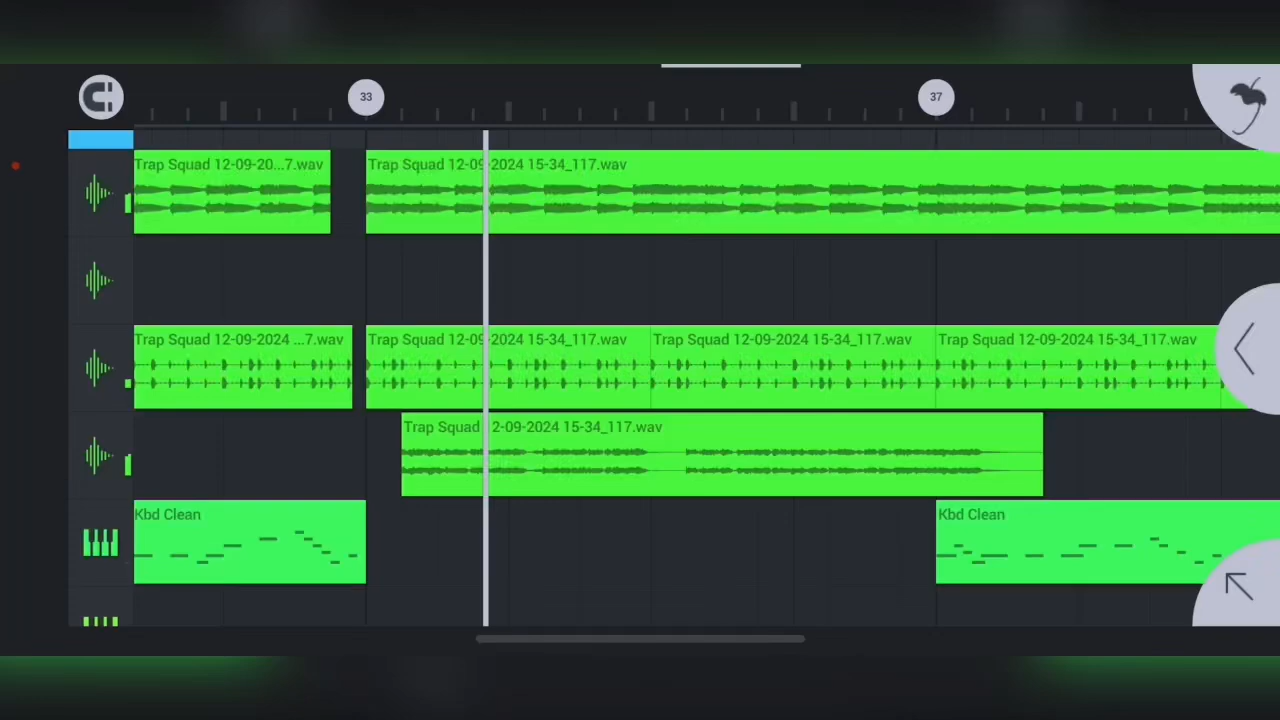 33
37
Trap Squad 12-09-20...7.wav
Trap Squad 12-09-2024 15-34_117.wav
Trap Squad 12-09-2024 ...7.wav
Trap Squad 12-09-2024 15-34_117.wav
Trap Squad 12-09-2024 15-34_117.wav
Trap Squad 12-09-2024 15-34_117.wav
Trap Squad 12-09-2024 15-34_117.wav
Kbd Clean
Kbd Clean